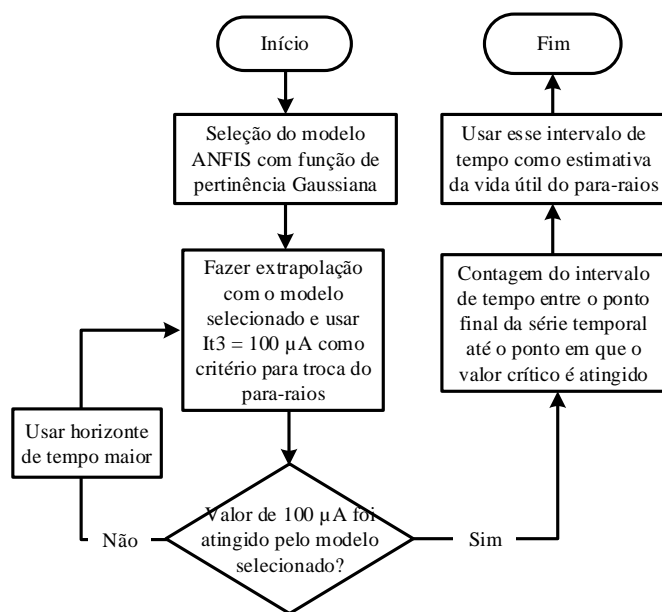 Início
Seleção do modelo
ANFIS com função de
pertinência Gaussiana
Fazer extrapolação
com o modelo
selecionado e usar
It3 = 100 µA como
critério para troca do
para-raios
Usar horizonte
de tempo maior
Valor de 100 µA foi
atingido pelo modelo
selecionado?
Não
Sim
Contagem do intervalo
de tempo entre o ponto
final da série temporal
até o ponto em que o
valor crítico é atingido
Usar esse intervalo de
tempo como estimativa
da vida útil do para-raios
Fim